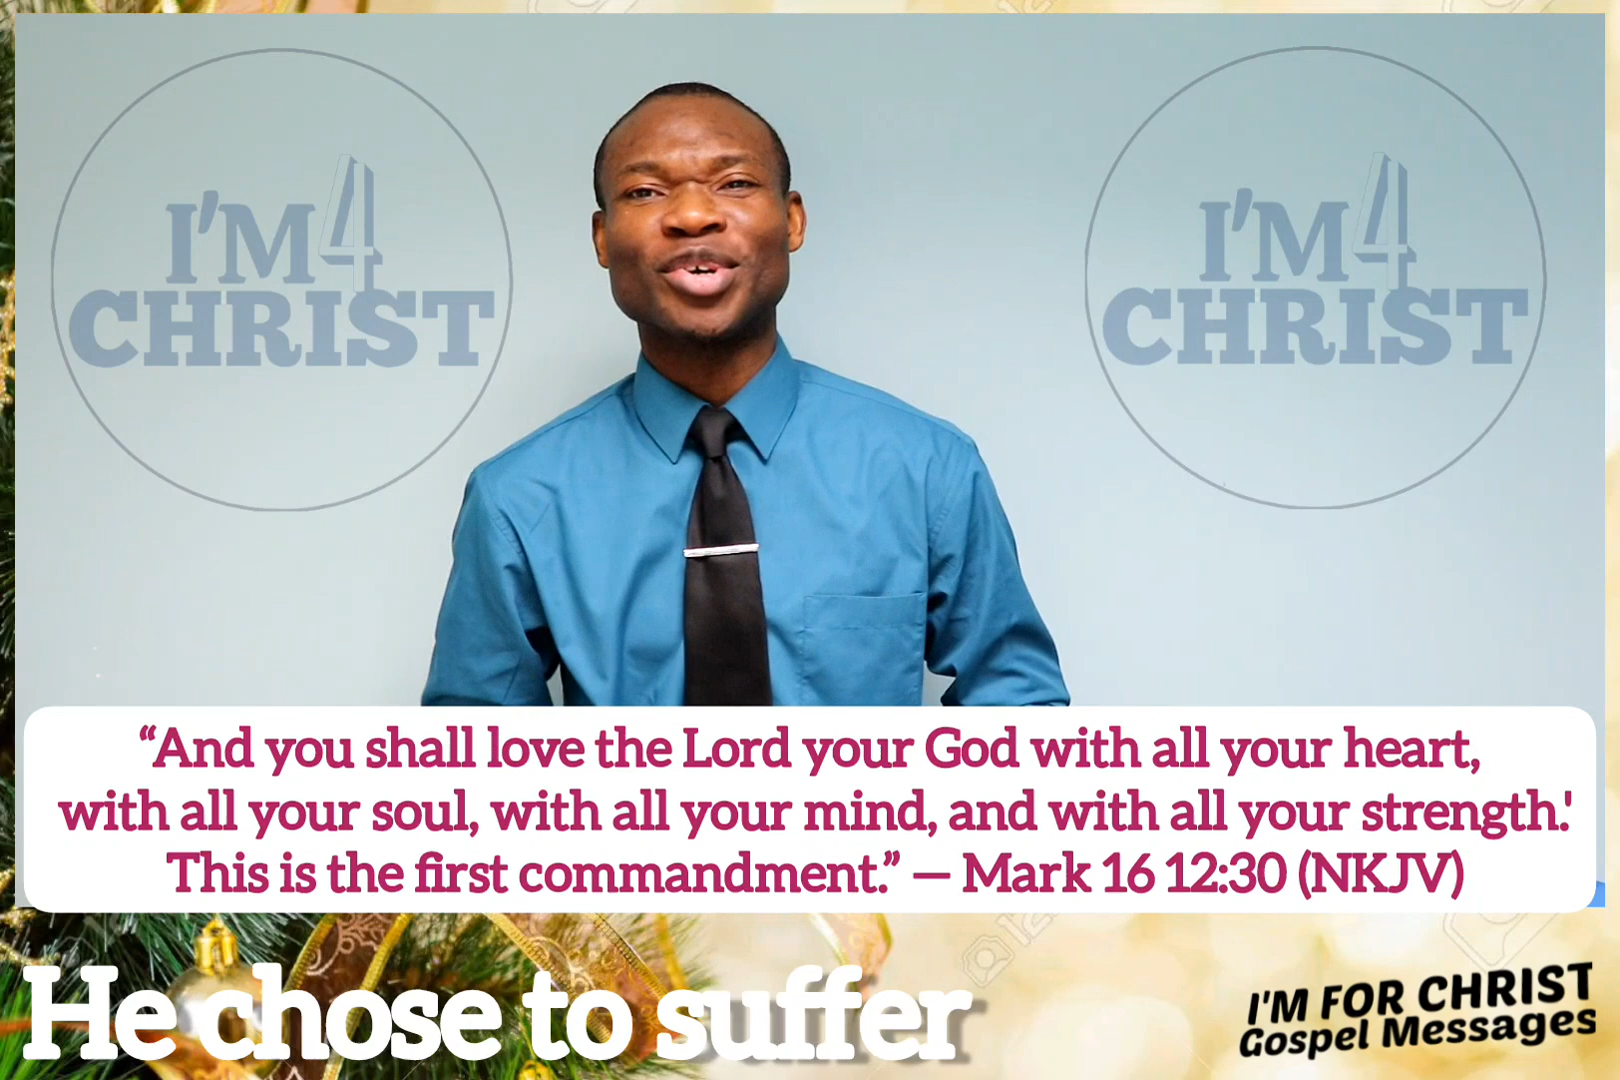 I'M4
CHRIST
I'M4
CHRIST
“And you shall love the Lord your God with all your heart,
with all your soul, with all your mind, and with all your strength.'
This is the first commandment.” — Mark 16 12:30 (NKJV)
He chose to suffer
I'M FOR CHRIST
Gospel Messages